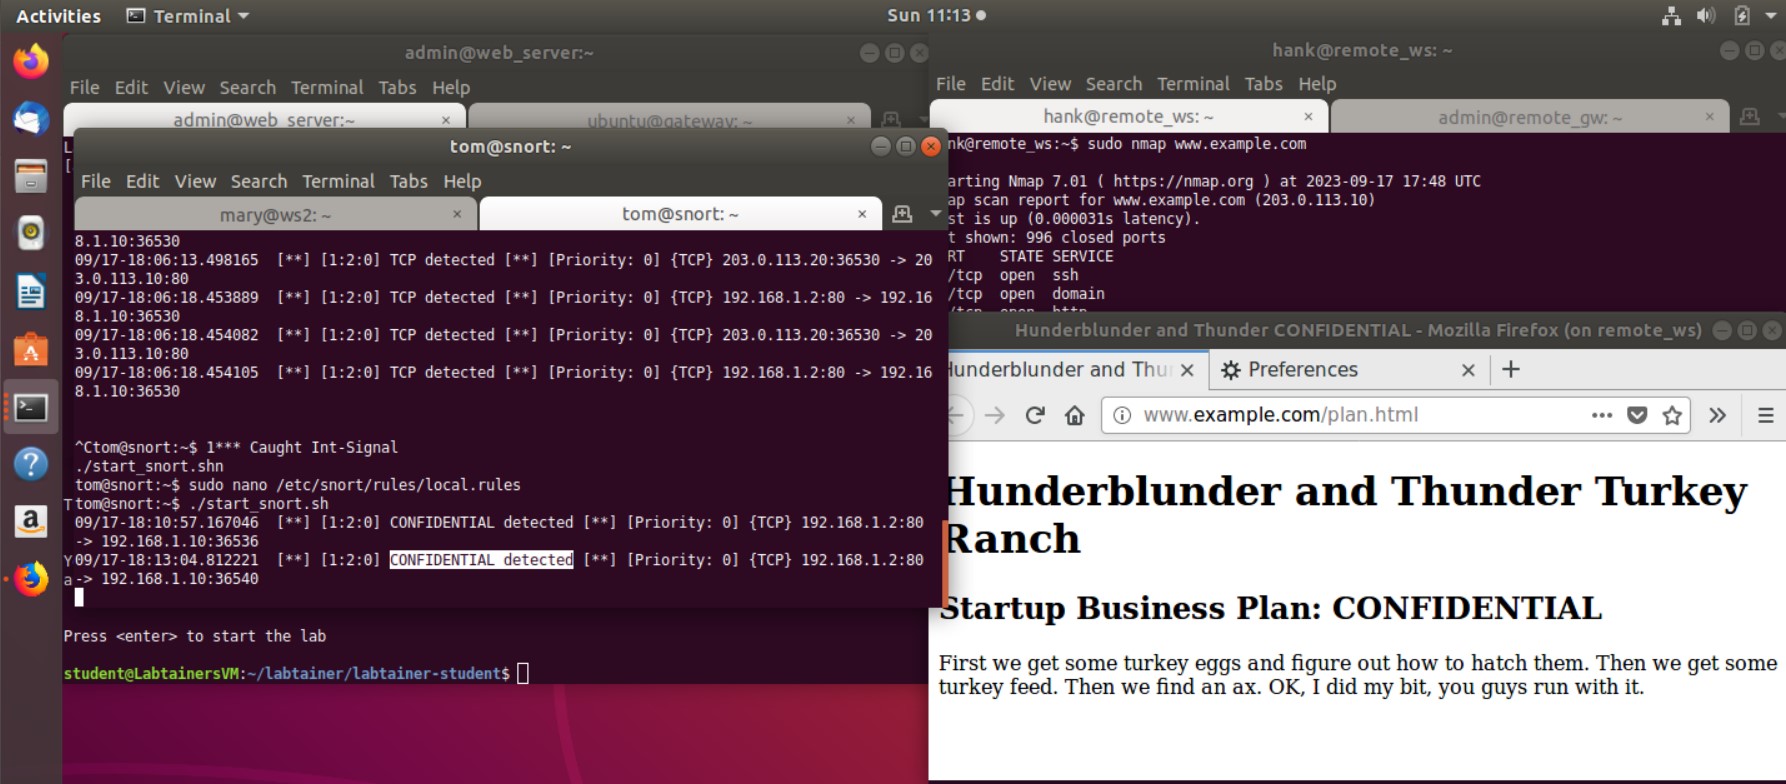 Activities
Terminal
Sun 11:13
admin@web_server:~
File Edit View Search Terminal Tabs Help
admin@web_server:~ ×
ubuntu@gateway: ~ ×
L
[
tom@snort: ~
File Edit View Search Terminal Tabs Help
mary@ws2: ~ ×
tom@snort: ~ ×
8.1.10:36530
09/17-18:06:13.498165 [**] [1:2:0] TCP detected [**] [Priority: 0] {TCP} 203.0.113.20:36530 -> 20
3.0.113.10:80
09/17-18:06:18.453889 [**] [1:2:0] TCP detected [**] [Priority: 0] {TCP} 192.168.1.2:80 -> 192.16
8.1.10:36530
09/17-18:06:18.454082 [**] [1:2:0] TCP detected [**] [Priority: 0] {TCP} 203.0.113.20:36530 -> 20
3.0.113.10:80
09/17-18:06:18.454105 [**] [1:2:0] TCP detected [**] [Priority: 0] {TCP} 192.168.1.2:80 -> 192.16
8.1.10:36530
^Ctom@snort:~$ 1*** Caught Int-Signal
./start_snort.shn
tom@snort:~$ sudo nano /etc/snort/rules/local.rules
T
tom@snort:~$ ./start_snort.sh
09/17-18:10:57.167046 [**] [1:2:0] CONFIDENTIAL detected [**] [Priority: 0] {TCP} 192.168.1.2:80
-> 192.168.1.10:36536
Y
09/17-18:13:04.812221 [**] [1:2:0] CONFIDENTIAL detected [**] [Priority: 0] {TCP} 192.168.1.2:80
a
-> 192.168.1.10:36540
Press <enter> to start the lab
student@LabtainersVM:~/labtainer/labtainer-student$
hank@remote_ws: ~
File Edit View Search Terminal Tabs Help
hank@remote_ws: ~ ×
admin@remote_gw: ~ ×
nk@remote_ws:~$ sudo nmap www.example.com
arting Nmap 7.01 ( https://nmap.org ) at 2023-09-17 17:48 UTC
ap scan report for www.example.com (203.0.113.10)
st is up (0.000031s latency).
t shown: 996 closed ports
RT STATE SERVICE
/tcp open ssh
/tcp open domain
/tcp open http
Hunderblunder and Thunder CONFIDENTIAL - Mozilla Firefox (on remote_ws)
Hunderblunder and Thu
Preferences
www.example.com/plan.html
Hunderblunder and Thunder Turkey
Ranch
Startup Business Plan: CONFIDENTIAL
First we get some turkey eggs and figure out how to hatch them. Then we get some
turkey feed. Then we find an ax. OK, I did my bit, you guys run with it.